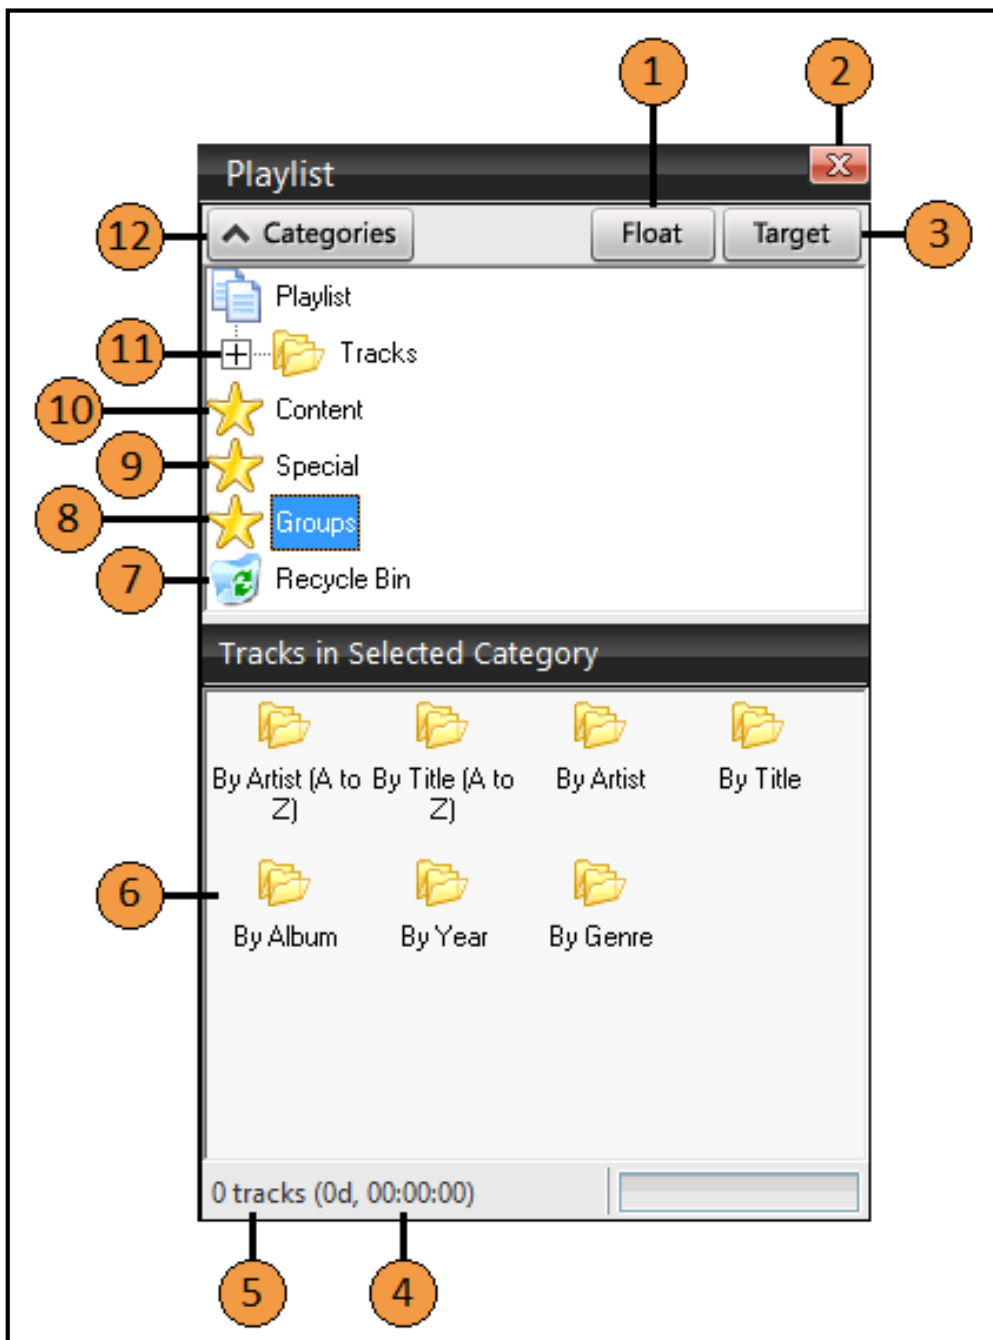 1
2
Playlist
X
12
Categories
Float
Target
3
Playlist
11
Tracks
10
Content
9
Special
8
Groups
7
Recycle Bin
Tracks in Selected Category
By Artist (A to Z)
By Title (A to Z)
By Artist
By Title
6
By Album
By Year
By Genre
0 tracks (0d, 00:00:00)
5
4